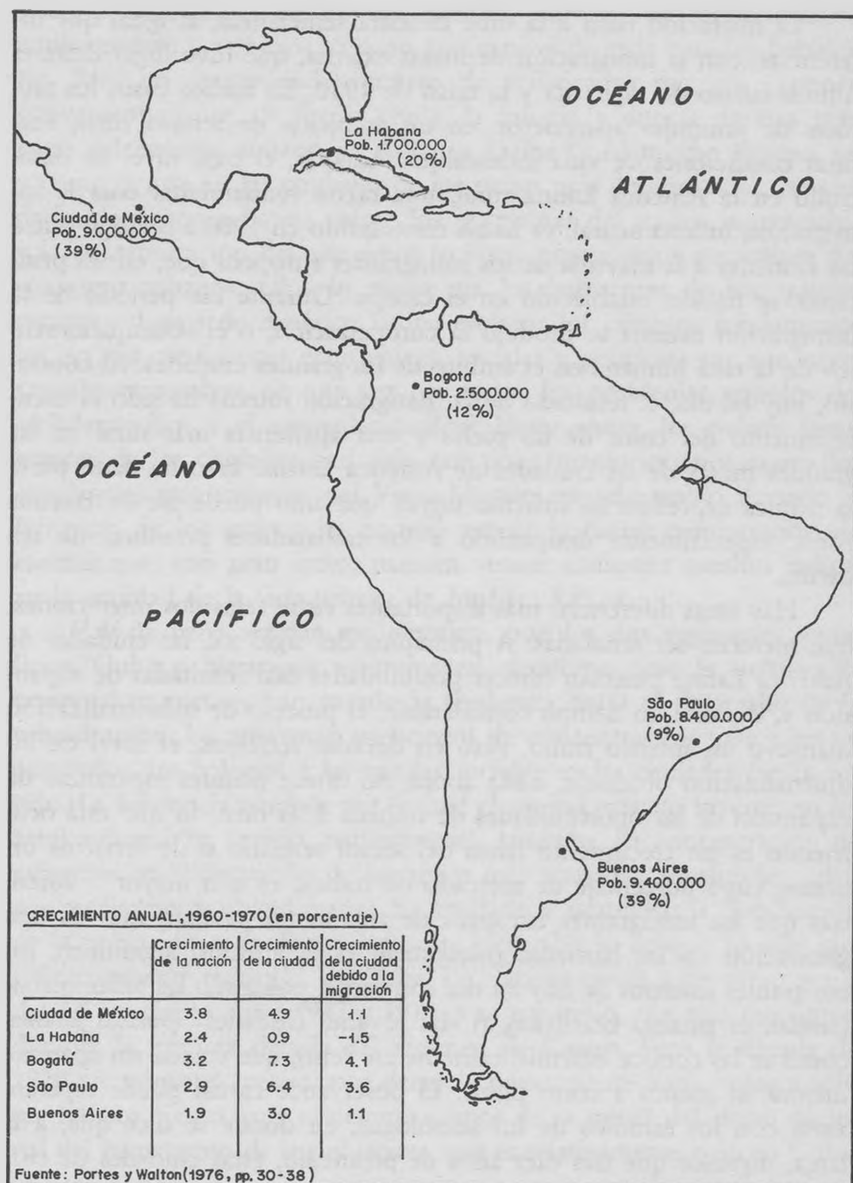 OCÉANO
ATLÁNTICO
La Habana
Pob. 1.700.000
(20%)
Ciudad de México
Pob. 9.000.000
(39%)
Bogotá
Pob. 2.500.000
(12%)
OCÉANO
PACÍFICO
São Paulo
Pob. 8.400.000
(9%)
Buenos Aires
Pob. 9.400.000
(39%)
CRECIMIENTO ANUAL, 1960-1970 (en porcentaje)
Crecimiento de la nación
Crecimiento de la ciudad
Crecimiento de la ciudad debido a la migración
Ciudad de México 3.8 4.9 1.1
La Habana 2.4 0.9 -1.5
Bogotá 3.2 7.3 4.1
São Paulo 2.9 6.4 3.5
Buenos Aires 1.9 3.0 1.1
Fuente: Portes y Walton (1976, pp. 30-38)